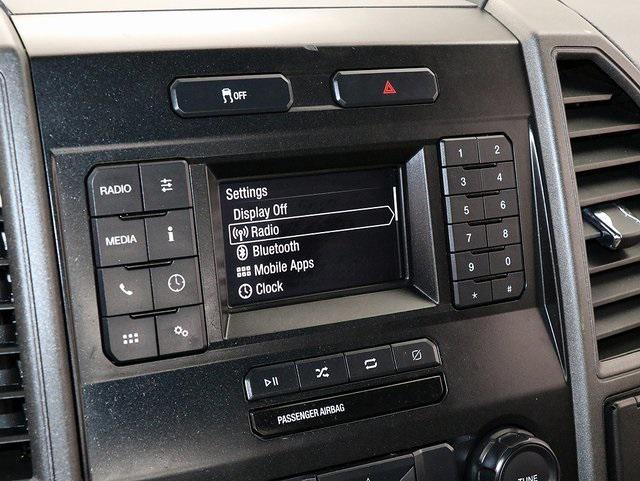 OFF
RADIO
MEDIA
i
Settings
Display Off
Radio
Bluetooth
Mobile Apps
Clock
1 2
3 4
5 6
7 8
9 0
* #
PASSENGER AIRBAG
TUNE